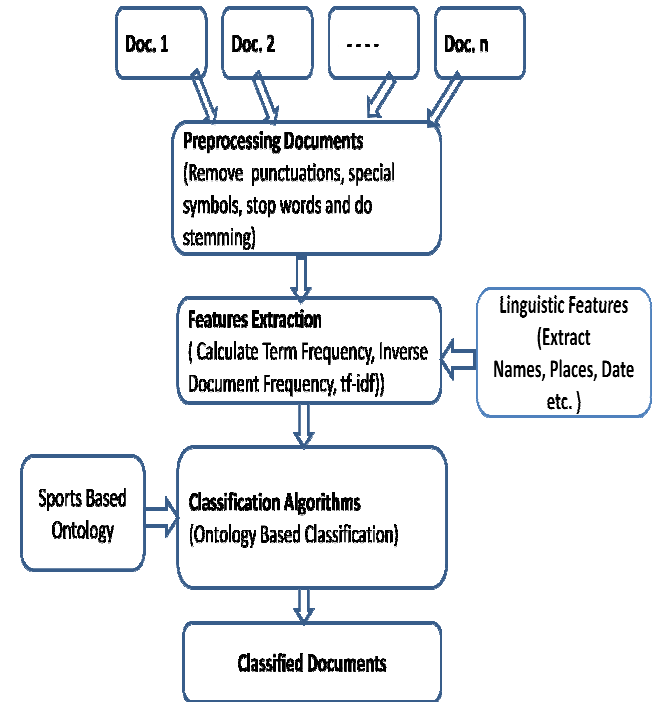 Doc. 1
Doc. 2
----
Doc. n
Preprocessing Documents
(Remove punctuations, special
symbols, stop words and do
stemming)
Features Extraction
( Calculate Term Frequency, Inverse
Document Frequency, tf-idf))
Linguistic Features
(Extract
Names, Places, Date
etc. )
Sports Based
Ontology
Classification Algorithms
(Ontology Based Classification)
Classified Documents